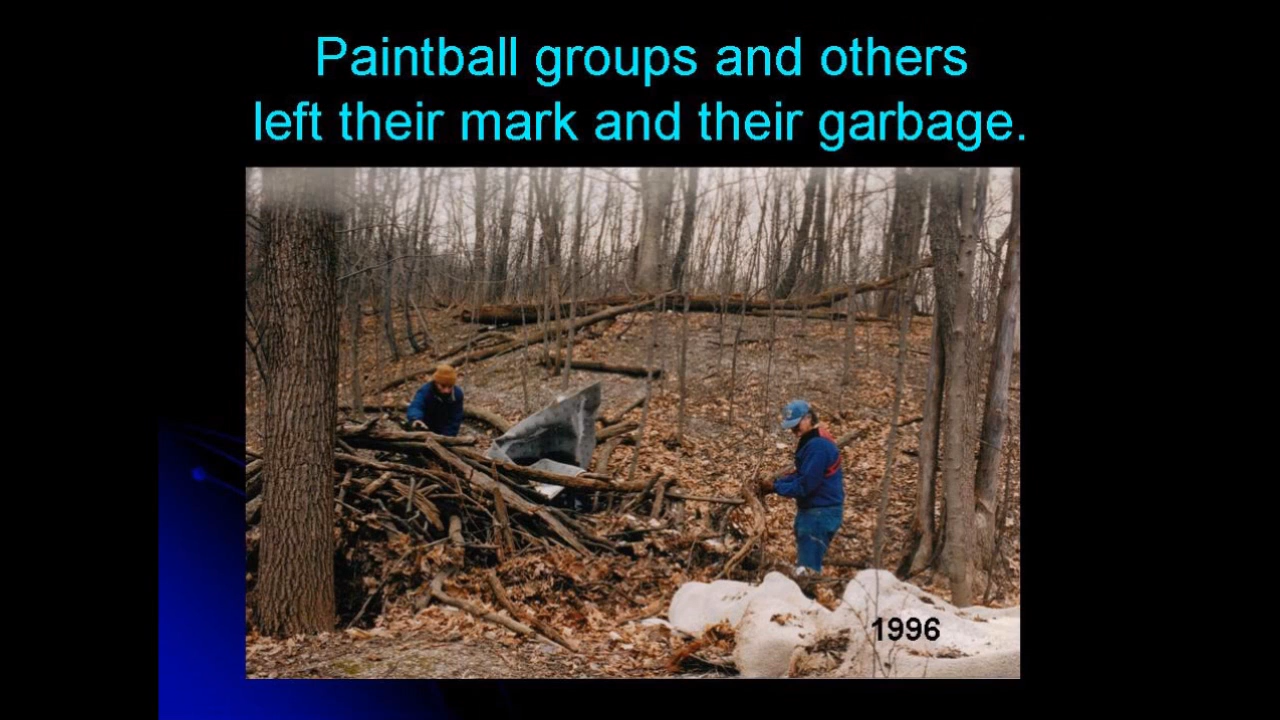 Paintball groups and others
left their mark and their garbage.
1996